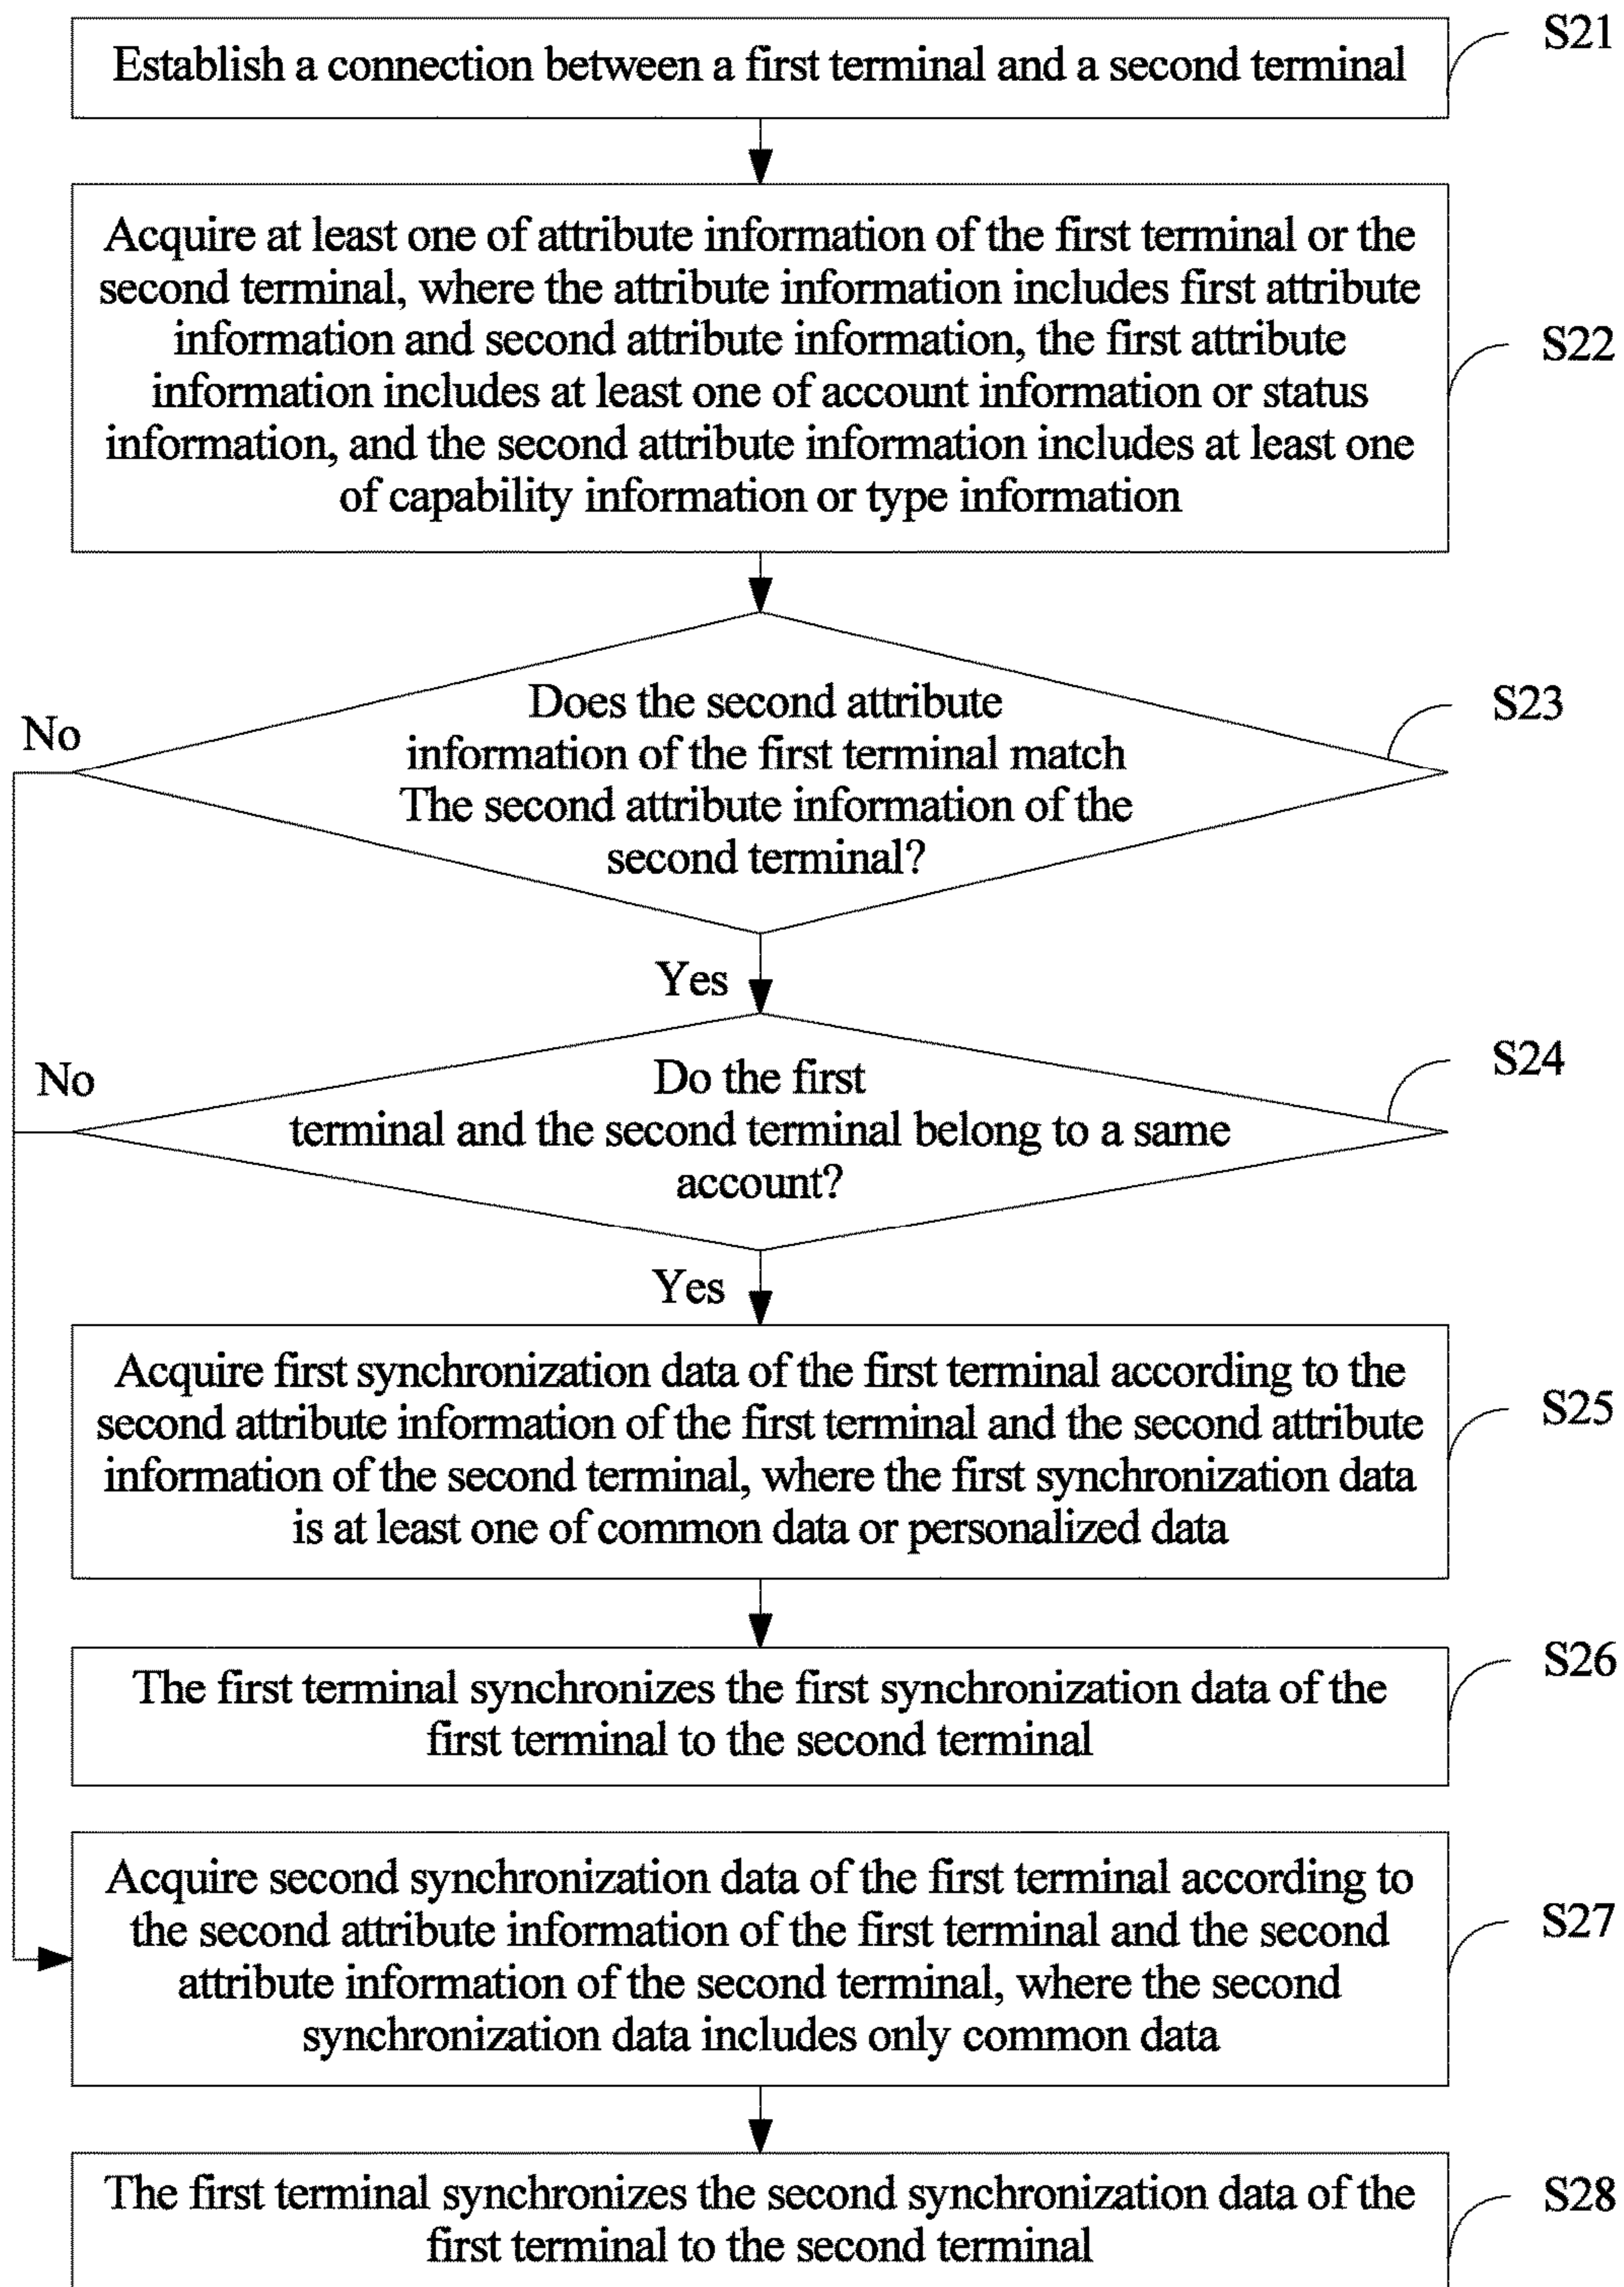 Establish a connection between a first terminal and a second terminal
S21
Acquire at least one of attribute information of the first terminal or the
second terminal, where the attribute information includes first attribute
information and second attribute information, the first attribute
information includes at least one of account information or status
information, and the second attribute information includes at least one
of capability information or type information
S22
Does the second attribute
information of the first terminal match
The second attribute information of the
second terminal?
S23
No
Yes
Do the first
terminal and the second terminal belong to a same
account?
S24
No
Yes
Acquire first synchronization data of the first terminal according to the
second attribute information of the first terminal and the second attribute
information of the second terminal, where the first synchronization data
is at least one of common data or personalized data
S25
The first terminal synchronizes the first synchronization data of the
first terminal to the second terminal
S26
Acquire second synchronization data of the first terminal according to
the second attribute information of the first terminal and the second
attribute information of the second terminal, where the second
synchronization data includes only common data
S27
The first terminal synchronizes the second synchronization data of the
first terminal to the second terminal
S28